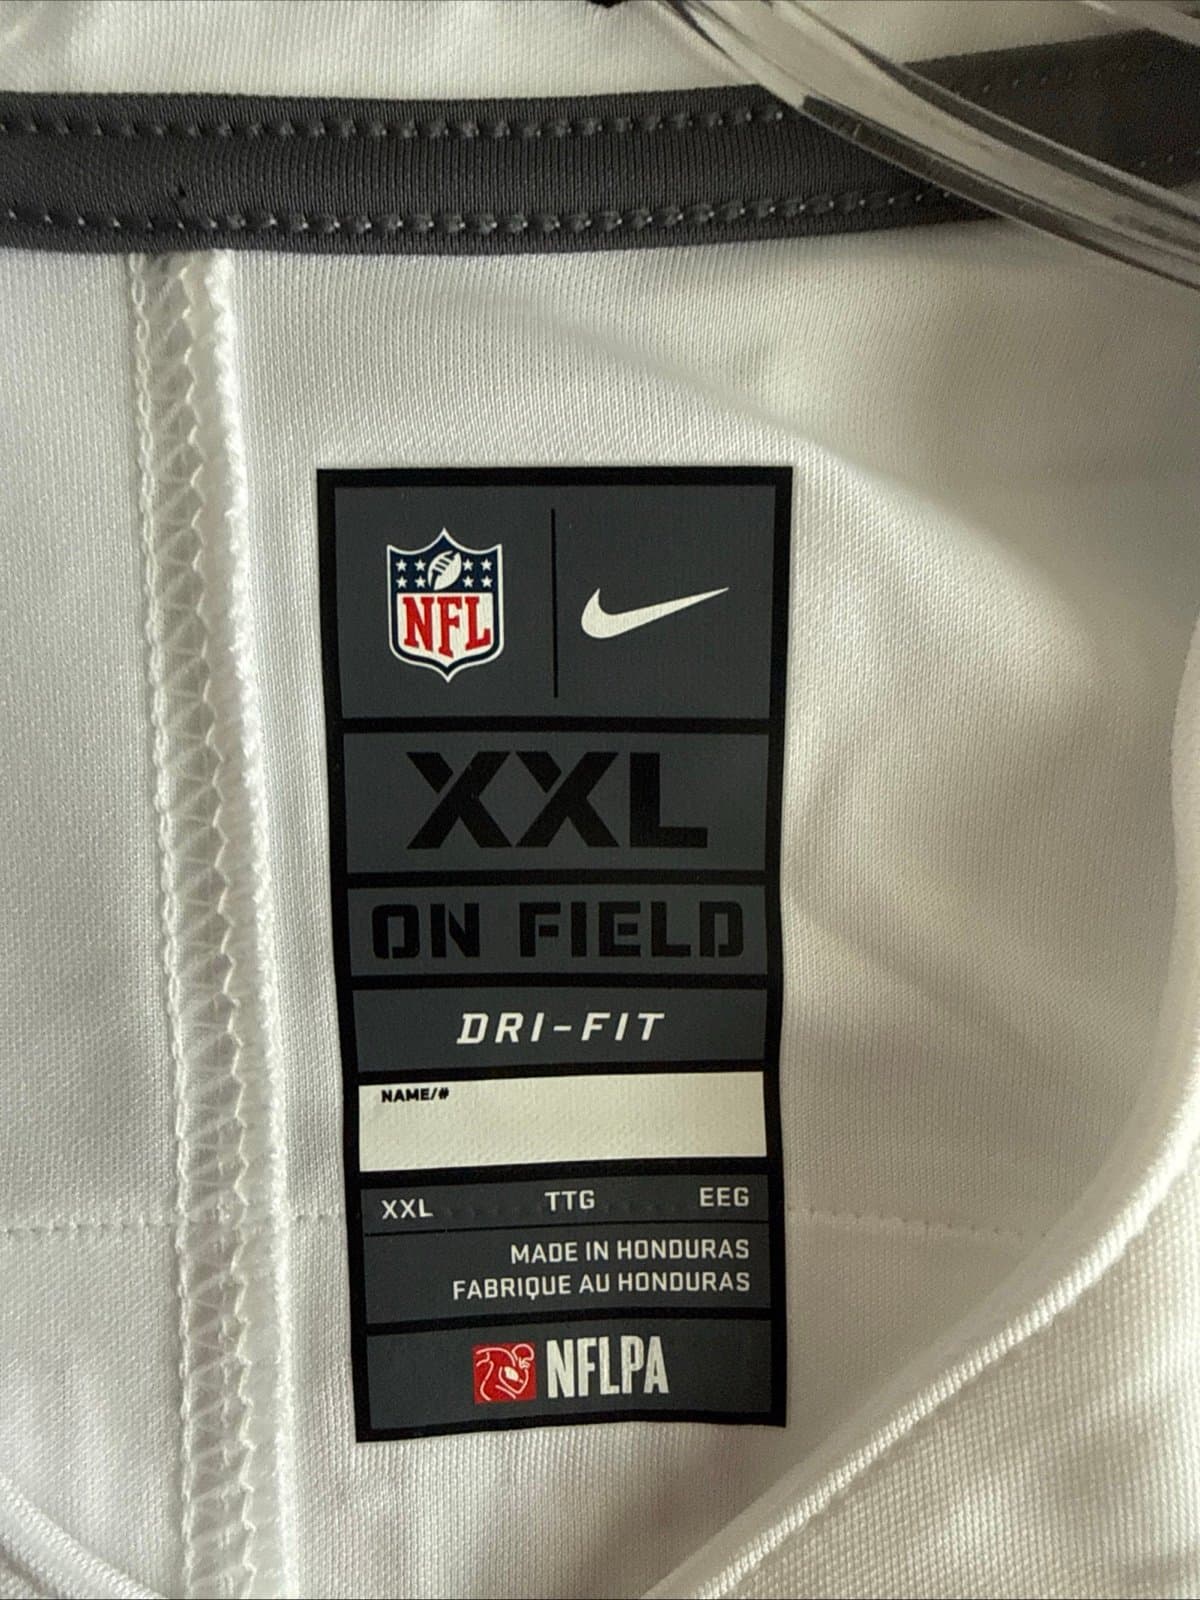 NFL
XXL
ON FIELD
DRI-FIT
NAME/#
XXL TTG EEG
MADE IN HONDURAS
FABRIQUE AU HONDURAS
NFLPA